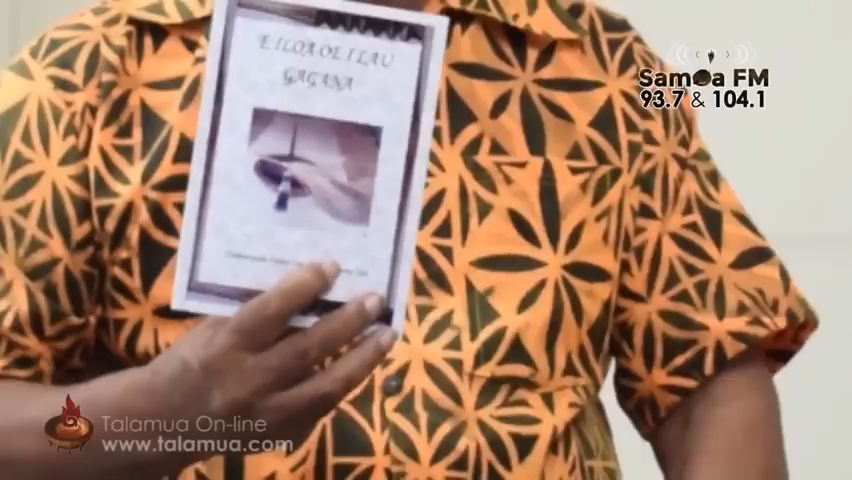 'E ILOA OE I LAU
GAGANA
Samoa FM
93.7 & 104.1
Talamua On-line
www.talamua.com